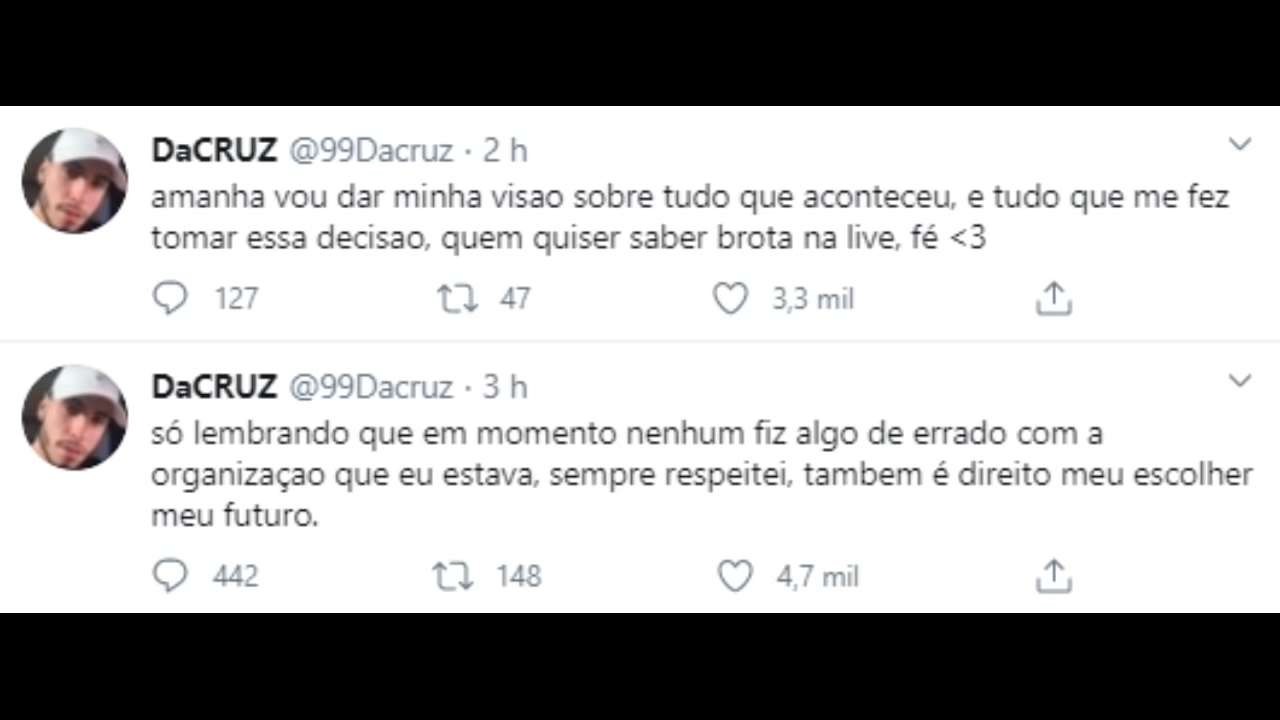 DaCRUZ @99Dacruz · 2 h
amanha vou dar minha visao sobre tudo que aconteceu, e tudo que me fez
tomar essa decisao, quem quiser saber brota na live, fé <3
127 47 3,3 mil
DaCRUZ @99Dacruz · 3 h
só lembrando que em momento nenhum fiz algo de errado com a
organizaçao que eu estava, sempre respeitei, tambem é direito meu escolher
meu futuro.
442 148 4,7 mil